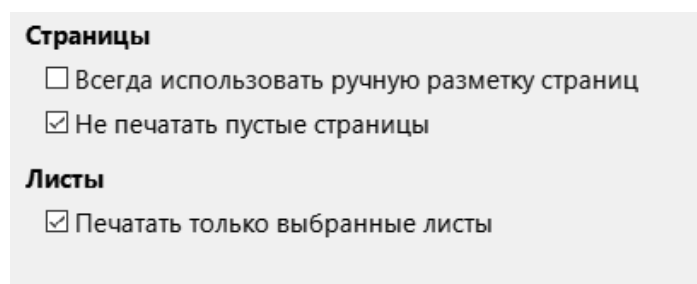 Страницы
Всегда использовать ручную разметку страниц
Не печатать пустые страницы
Листы
Печатать только выбранные листы